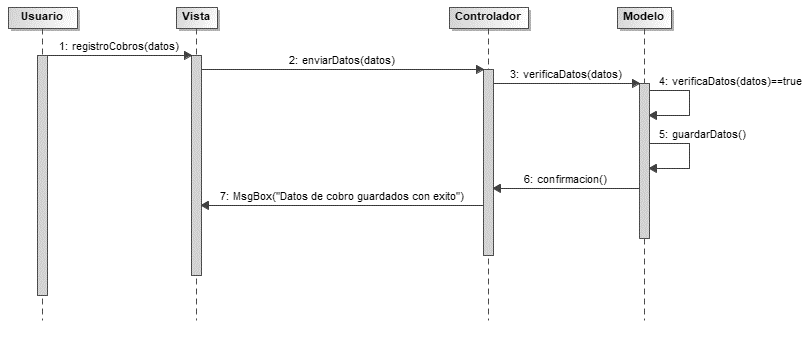 Usuario
Vista
Controlador
Modelo
1: registroCobros(datos)
2: enviarDatos(datos)
3: verificaDatos(datos)
4: verificaDatos(datos)==true
5: guardarDatos()
6: confirmacion()
7: MsgBox("Datos de cobro guardados con exito")